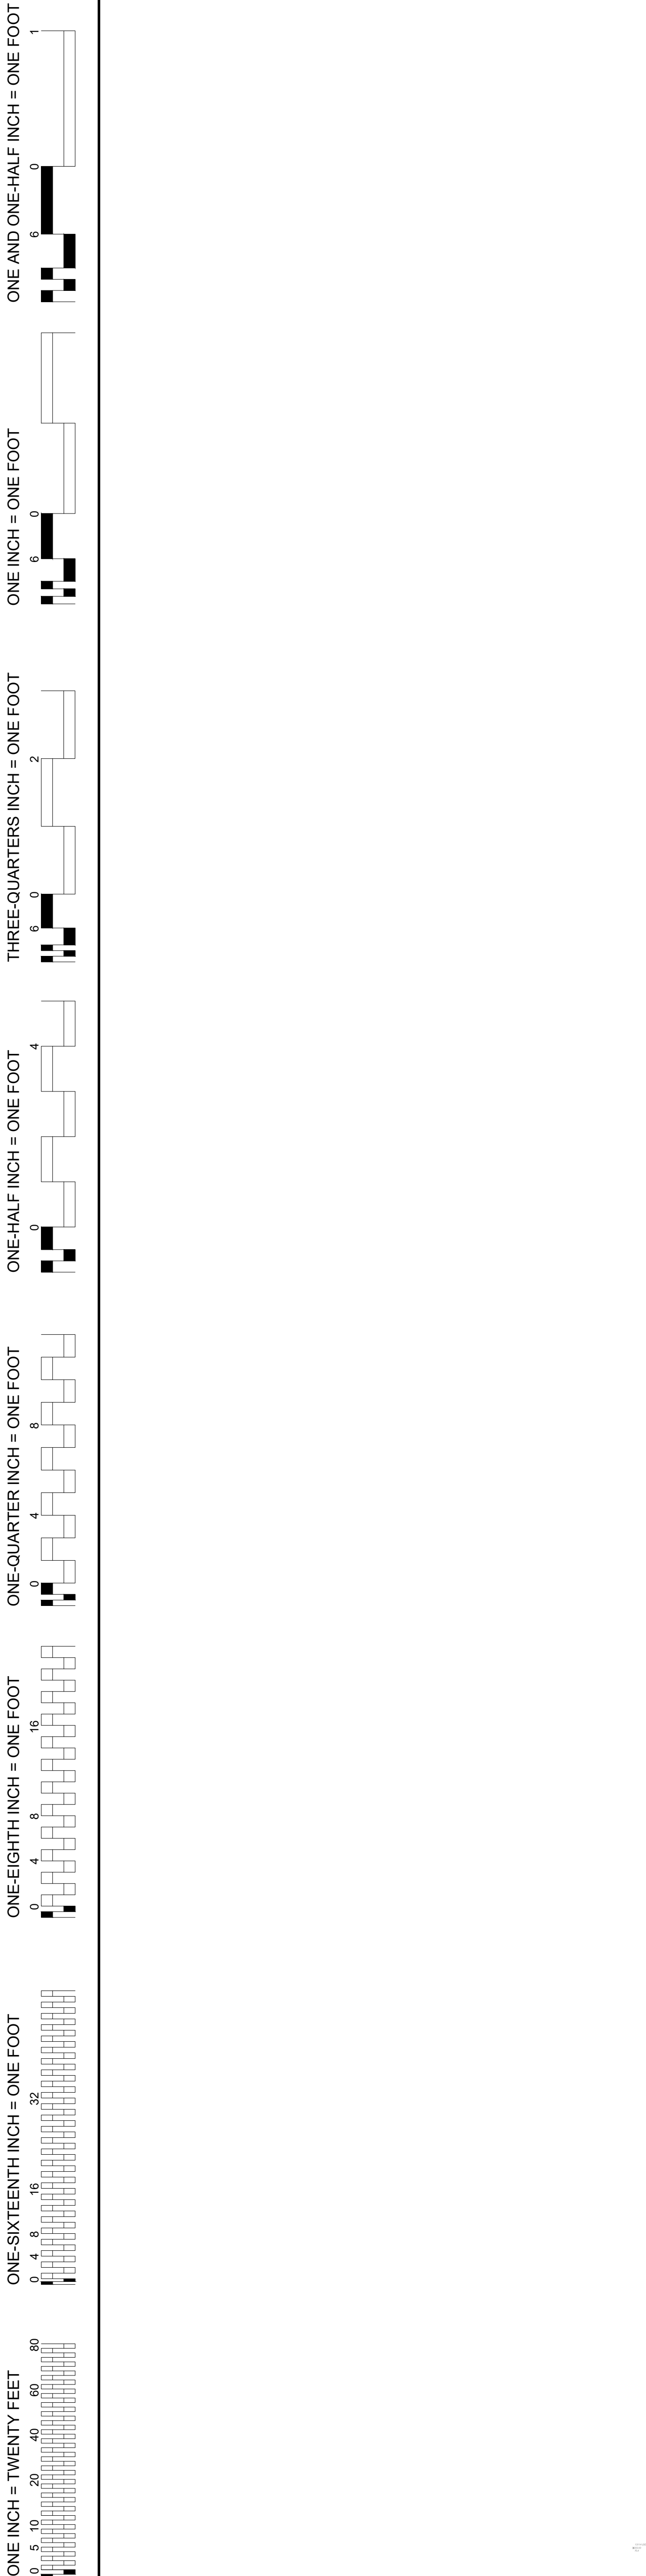 ONE INCH = TWENTY FEET
0 5 10 20 40 60 80
ONE-SIXTEENTH INCH = ONE FOOT
0 4 8 16 32
ONE-EIGHTH INCH = ONE FOOT
0 4 8 16
ONE-QUARTER INCH = ONE FOOT
0 4 8
ONE-HALF INCH = ONE FOOT
0 4
THREE-QUARTERS INCH = ONE FOOT
6 0 2
ONE INCH = ONE FOOT
6 0
ONE AND ONE-HALF INCH = ONE FOOT
6 0 1